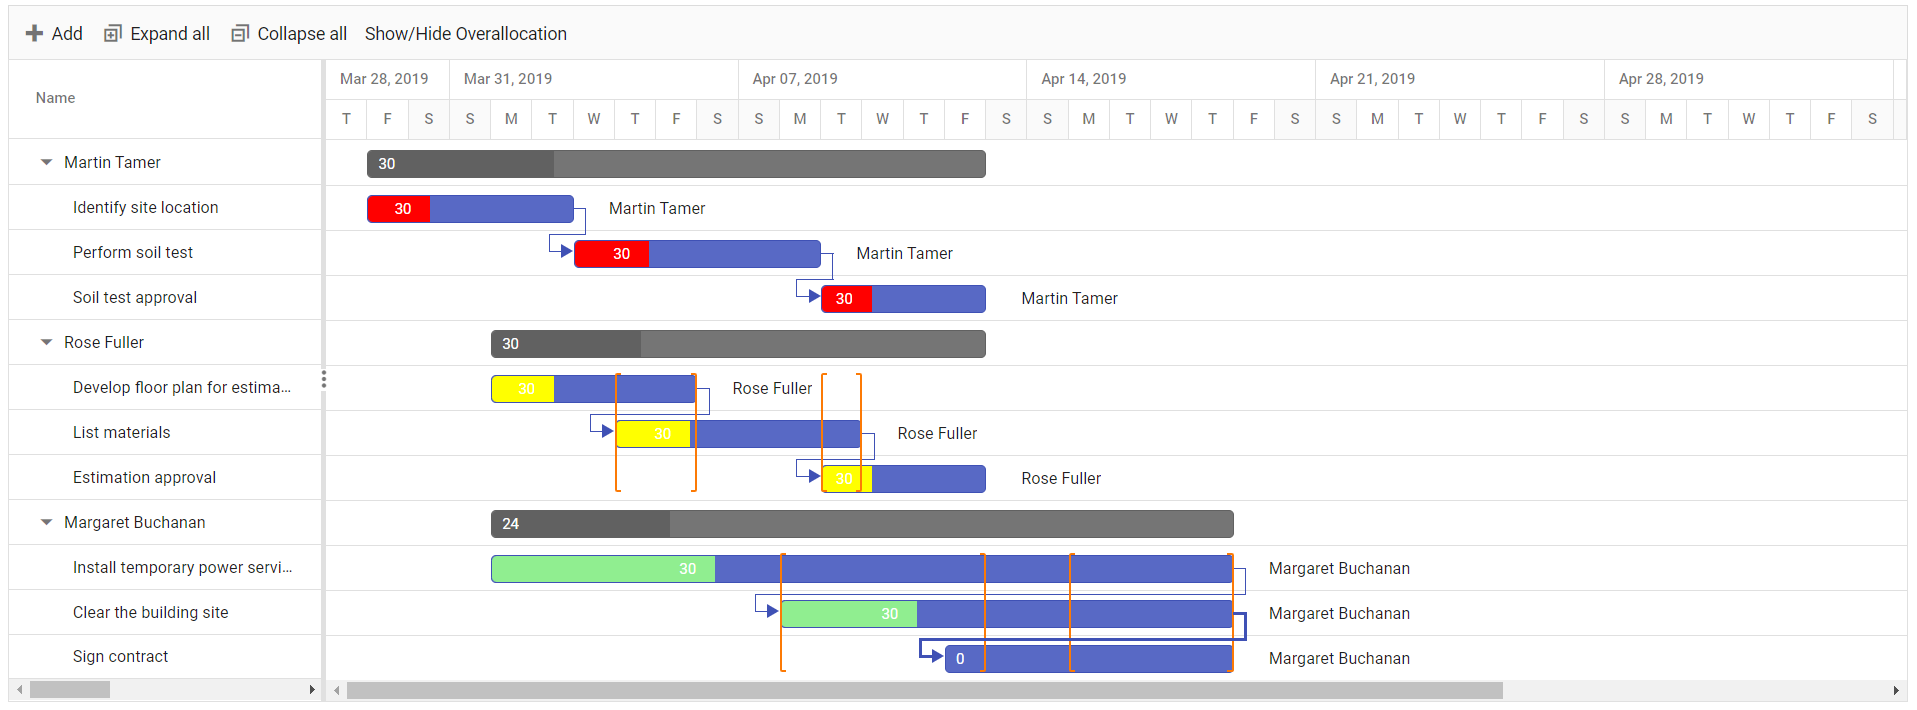 Add Expand all Collapse all Show/Hide Overallocation
Name
Mar 28, 2019 Mar 31, 2019 Apr 07, 2019 Apr 14, 2019 Apr 21, 2019 Apr 28, 2019
T F S S M T W T F S S M T W T F S S M T W T F S S M T W T F S S M T W T F S
Martin Tamer 30
Identify site location 30 Martin Tamer
Perform soil test 30 Martin Tamer
Soil test approval 30 Martin Tamer
Rose Fuller 30
Develop floor plan for estima... 30 Rose Fuller
List materials 30 Rose Fuller
Estimation approval 30 Rose Fuller
Margaret Buchanan 24
Install temporary power servi... 30 Margaret Buchanan
Clear the building site 30 Margaret Buchanan
Sign contract 0 Margaret Buchanan